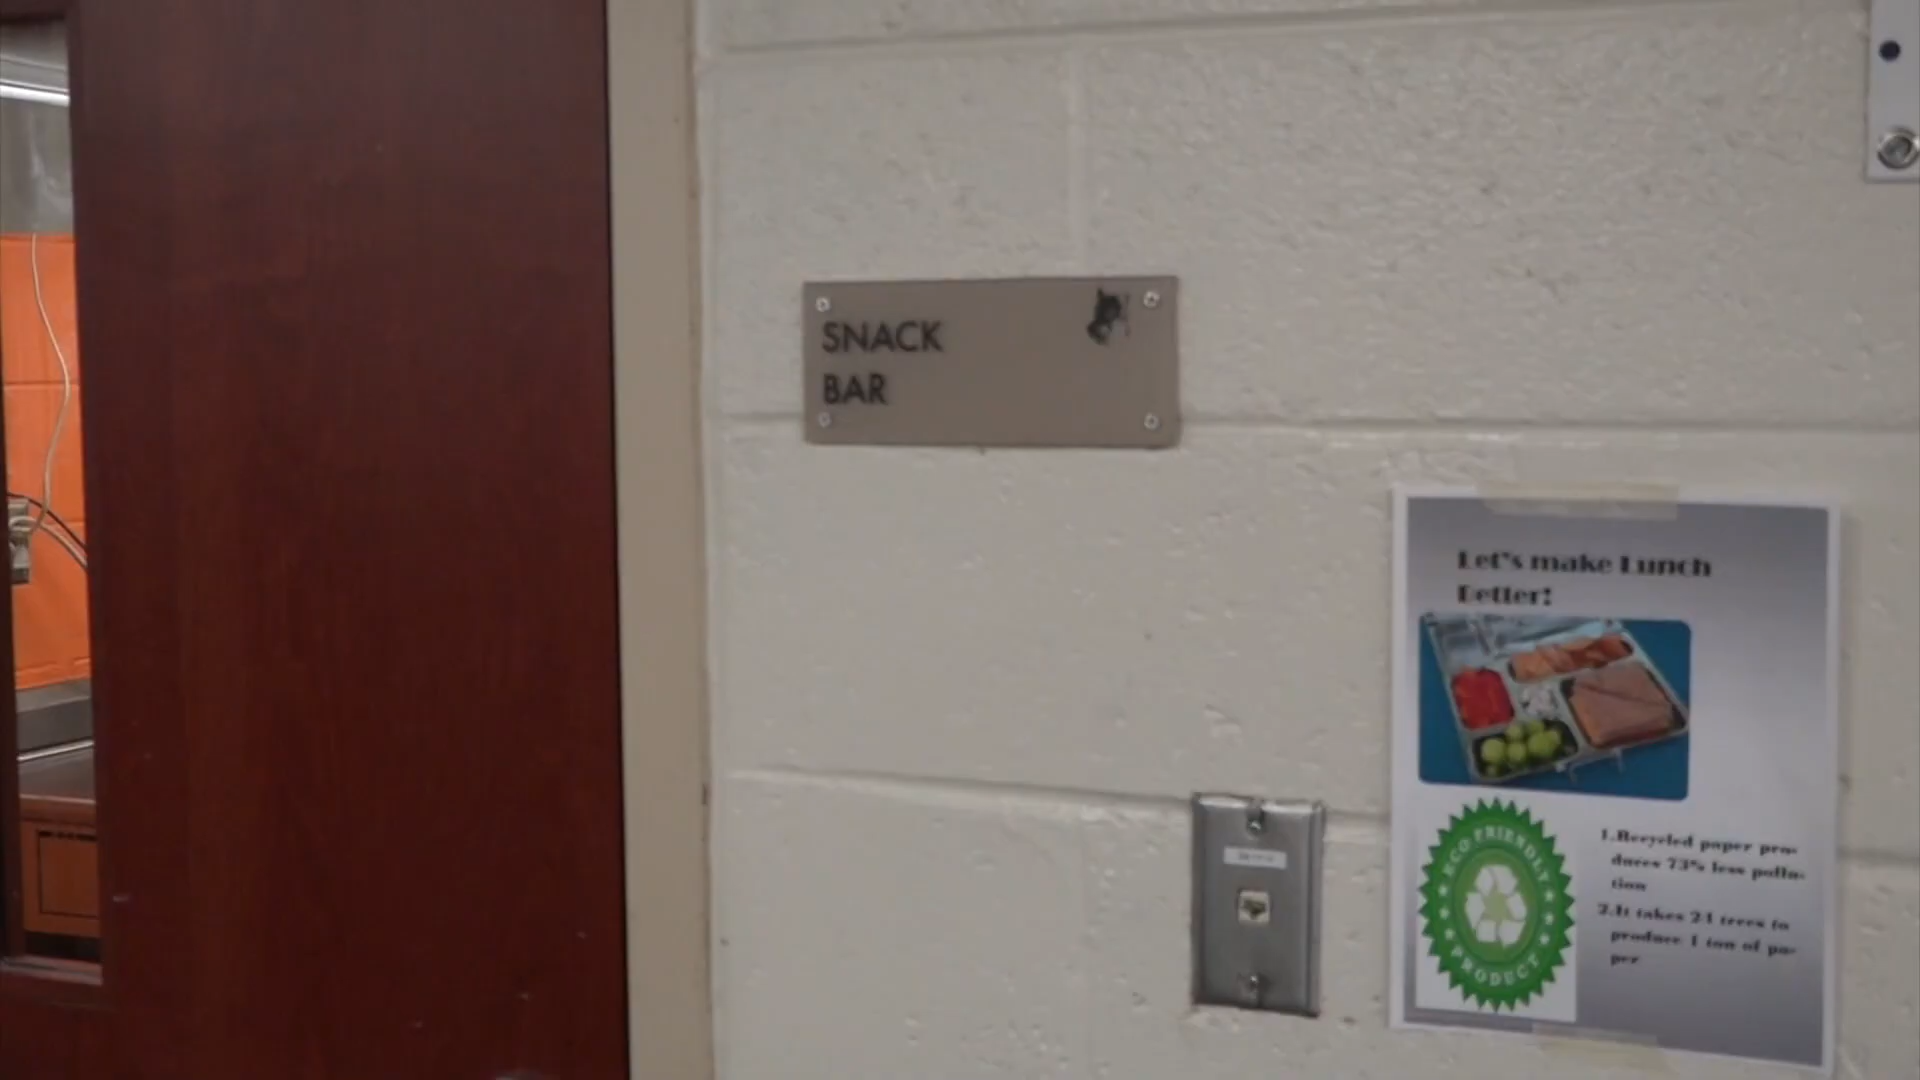 SNACK
BAR
Let's make Lunch
Better!
ECO FRIENDLY
PRODUCT
1.Recycled paper pro-
duces 73% less pollu-
tion
2.It takes 24 trees to
produce 1 ton of pa-
per